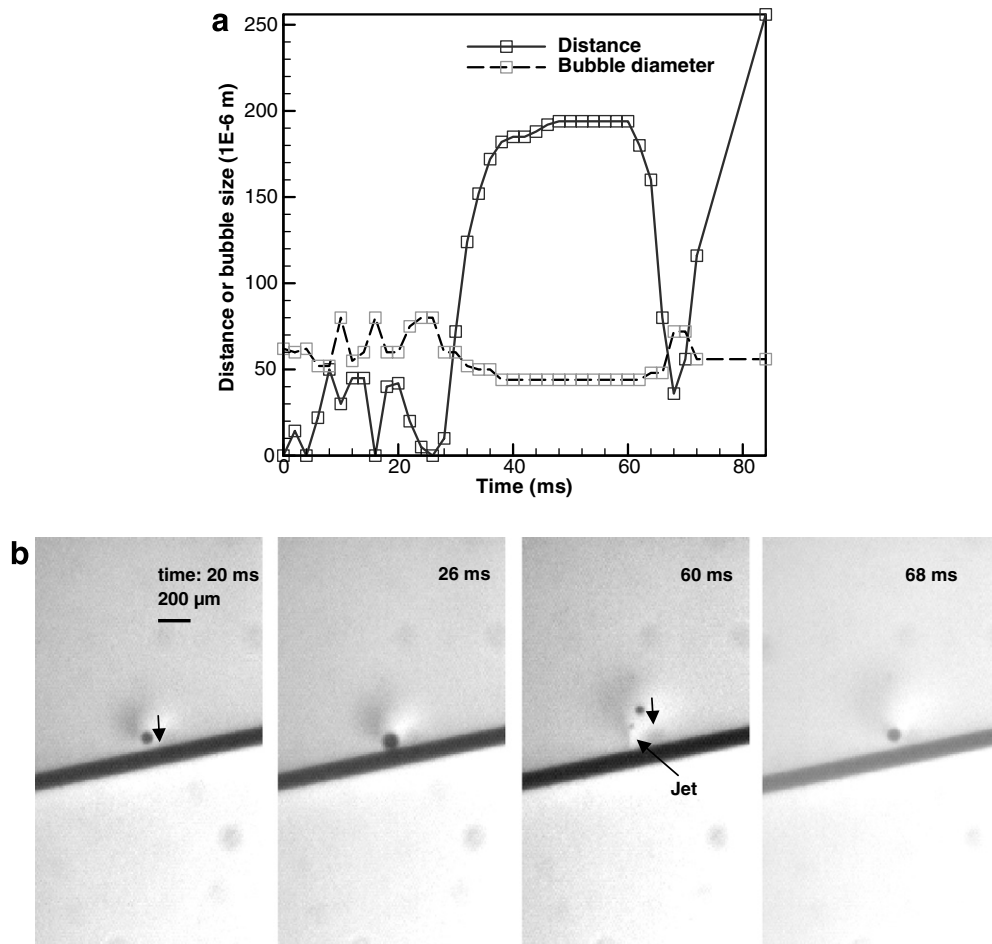 a
250
200
150
100
50
0
Distance or bubble size (1E-6 m)
Distance
Bubble diameter
0 20 40 60 80
Time (ms)
b
time: 20 ms
200 µm
26 ms
60 ms
Jet
68 ms